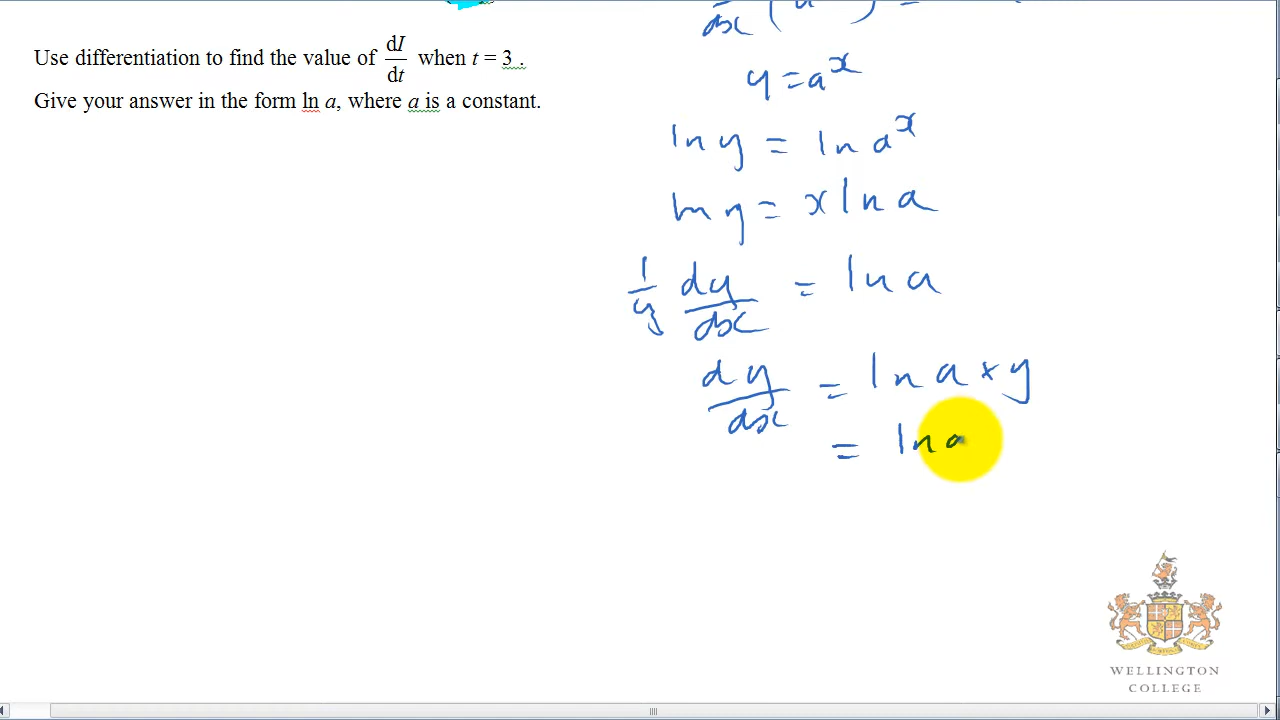 Use differentiation to find the value of dI/dt when t = 3 .
Give your answer in the form ln a, where a is a constant.
y = a^x
ln y = ln a^x
ln y = x ln a
1/y dy/dx = ln a
dy/dx = ln a × y
= ln a
WELLINGTON
COLLEGE